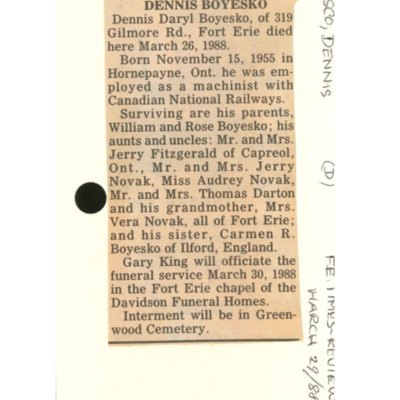 DENNIS BOYESKO
Dennis Daryl Boyesko, of 319
Gilmore Rd., Fort Erie died
here March 26, 1988.
Born November 15, 1955 in
Hornepayne, Ont. he was em-
ployed as a machinist with
Canadian National Railways.
Surviving are his parents,
William and Rose Boyesko; his
aunts and uncles: Mr. and Mrs.
Jerry Fitzgerald of Capreol,
Ont., Mr. and Mrs. Jerry
Novak, Miss Audrey Novak,
Mr. and Mrs. Thomas Darton
and his grandmother, Mrs.
Vera Novak, all of Fort Erie;
and his sister, Carmen R.
Boyesko of Ilford, England.
Gary King will officiate the
funeral service March 30, 1988
in the Fort Erie chapel of the
Davidson Funeral Homes.
Interment will be in Green-
wood Cemetery.
DENNIS (D)
F.E. TIMES-REVIEW
MARCH 29/88